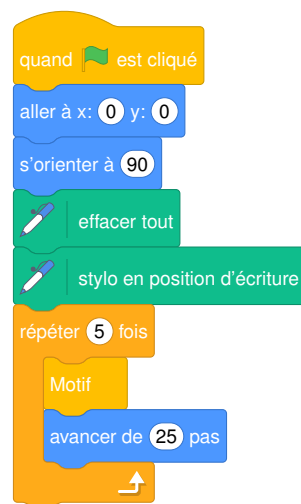 quand est cliqué
aller à x: 0 y: 0
s'orienter à 90
effacer tout
stylo en position d'écriture
répéter 5 fois
Motif
avancer de 25 pas